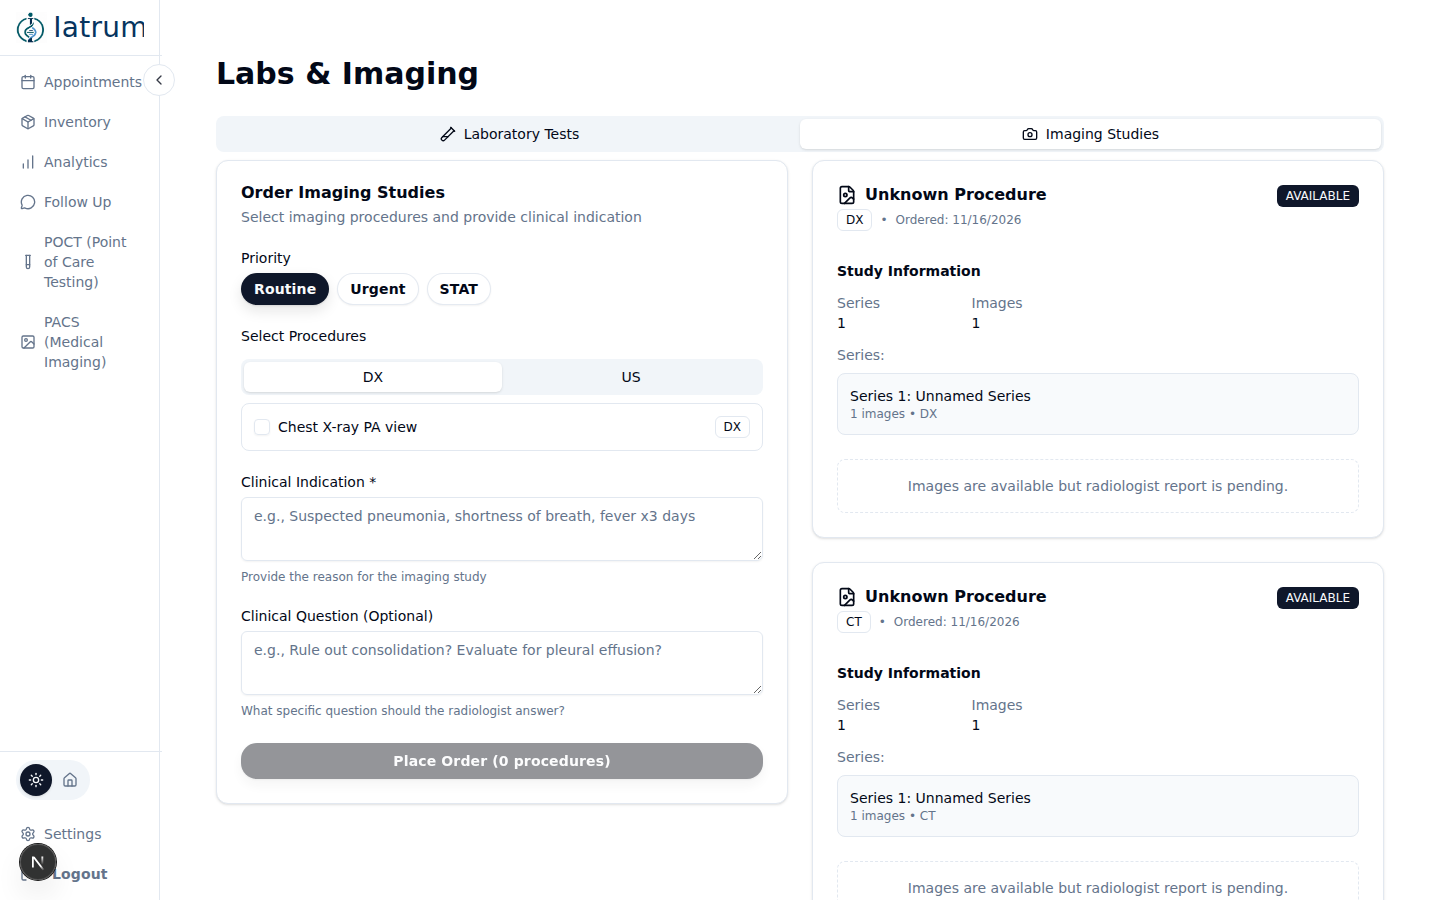 Iatrum
Appointments
Inventory
Analytics
Follow Up
POCT (Point
of Care
Testing)
PACS
(Medical
Imaging)
Settings
N
Logout
Labs & Imaging
Laboratory Tests
Imaging Studies
Order Imaging Studies
Select imaging procedures and provide clinical indication
Priority
Routine
Urgent
STAT
Select Procedures
DX
US
Chest X-ray PA view
DX
Clinical Indication *
e.g., Suspected pneumonia, shortness of breath, fever x3 days
Provide the reason for the imaging study
Clinical Question (Optional)
e.g., Rule out consolidation? Evaluate for pleural effusion?
What specific question should the radiologist answer?
Place Order (0 procedures)
Unknown Procedure
AVAILABLE
DX • Ordered: 11/16/2026
Study Information
Series
Images
1
1
Series:
Series 1: Unnamed Series
1 images • DX
Images are available but radiologist report is pending.
Unknown Procedure
AVAILABLE
CT • Ordered: 11/16/2026
Study Information
Series
Images
1
1
Series:
Series 1: Unnamed Series
1 images • CT
Images are available but radiologist report is pending.